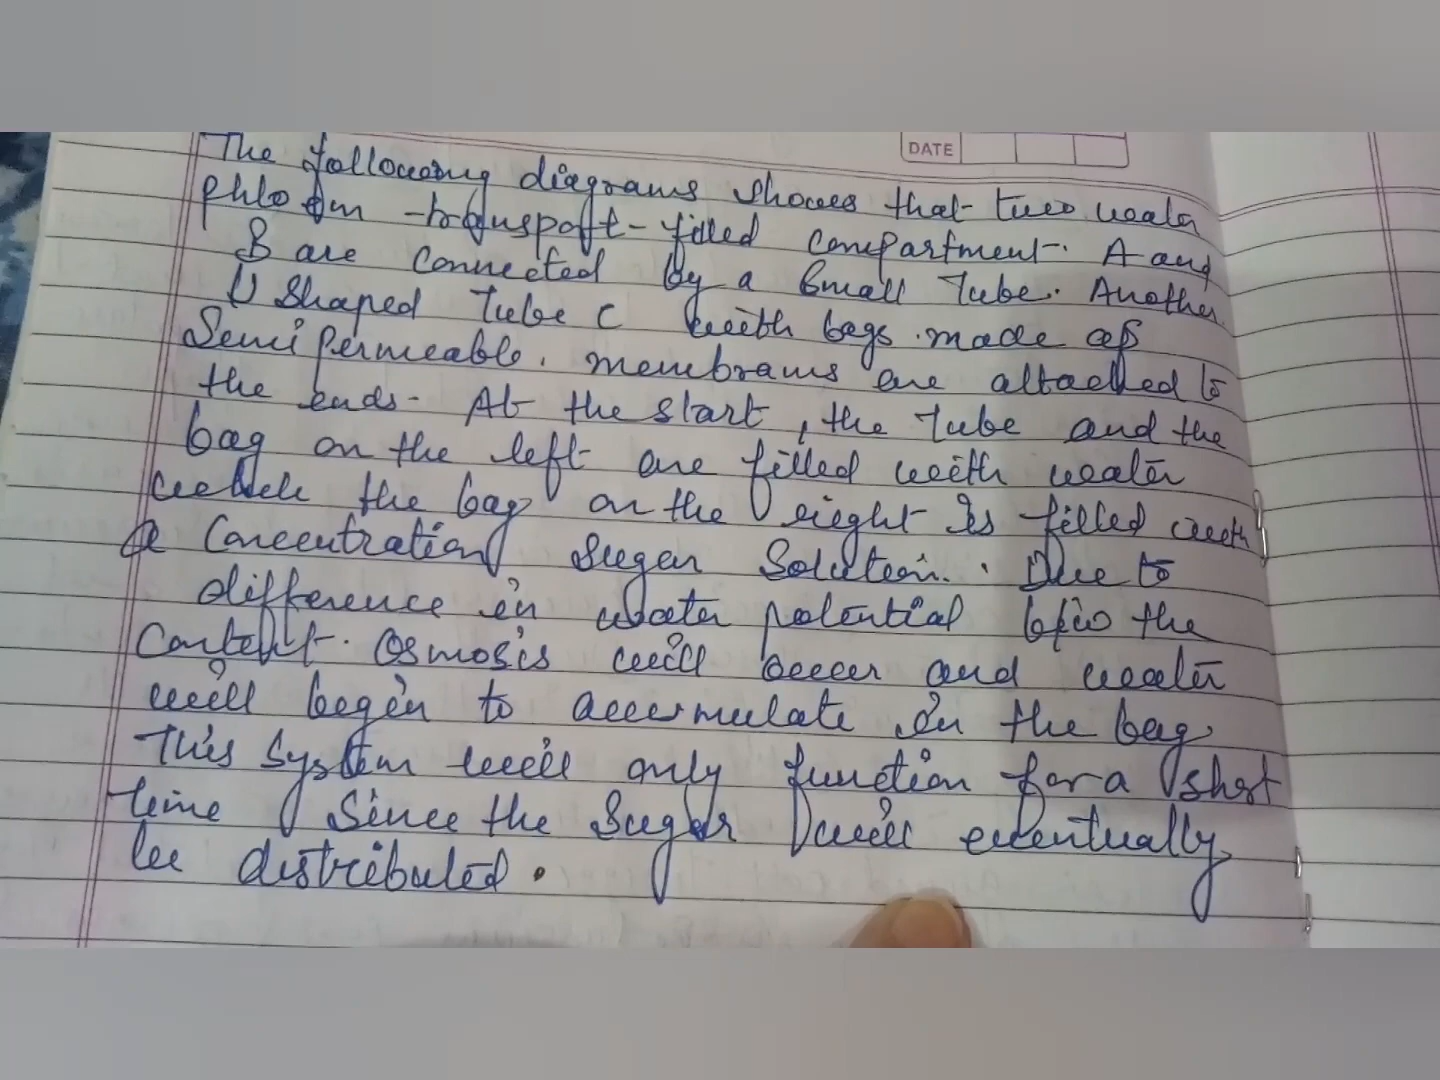 DATE
The following diagrams shows that two water
phloem transport filled compartment. A and
B are connected by a small Tube. Another
U shaped Tube C with bags made of
Semi permeable. membrams are attached to
the ends. At the start, the Tube and the
bag on the left are filled with water
while the bag on the right is filled with
a Concentration Sugar Solution. Due to
difference in water potential b/w the
Content. Osmosis will occur and water
will begin to accumulate in the bag.
This System will only function for a short
time Since the Sugar will eventually
be distributed.